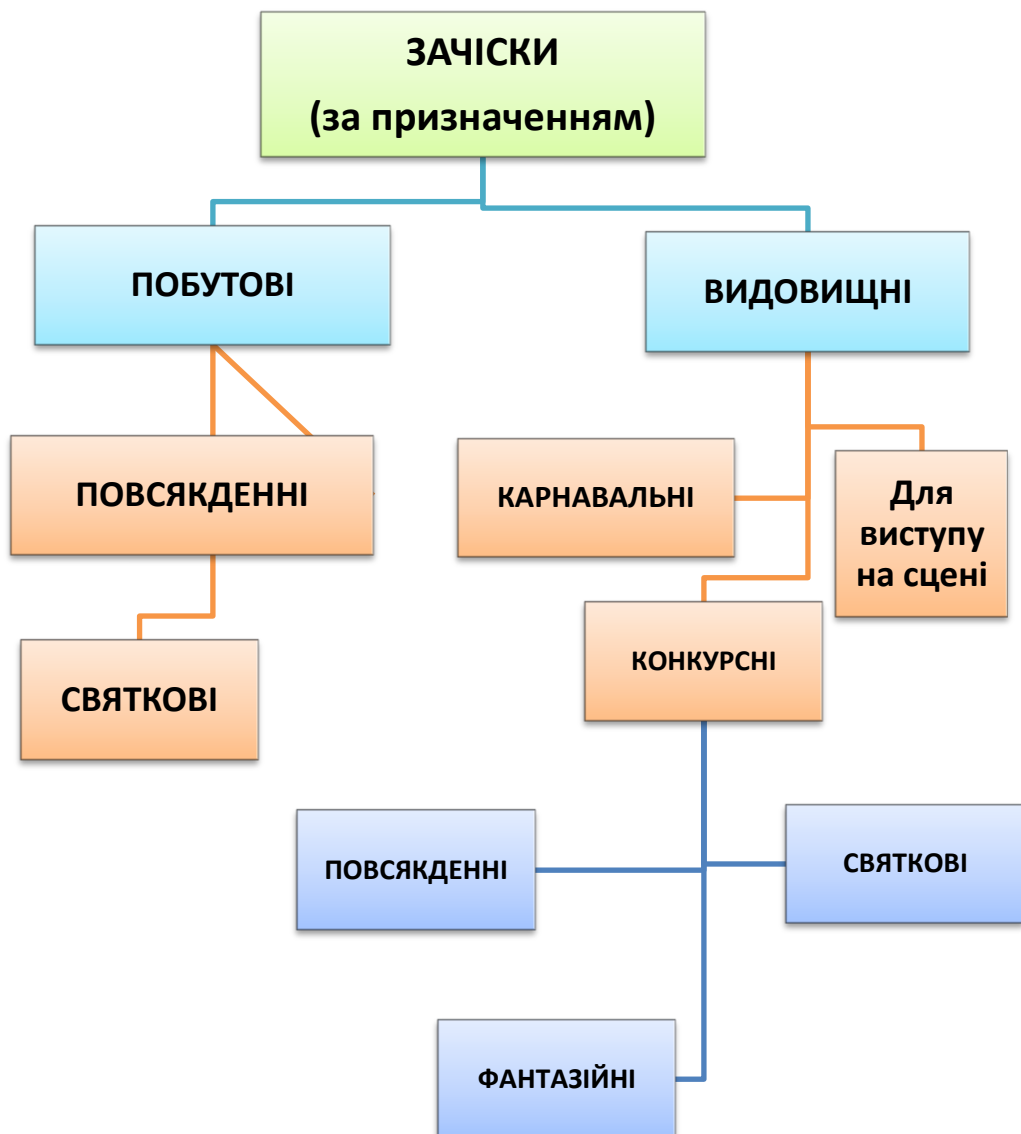 ЗАЧІСКИ
(за призначенням)
ПОБУТОВІ
ВИДОВИЩНІ
ПОВСЯКДЕННІ
КАРНАВАЛЬНІ
Для
виступу
на сцені
СВЯТКОВІ
КОНКУРСНІ
ПОВСЯКДЕННІ
СВЯТКОВІ
ФАНТАЗІЙНІ